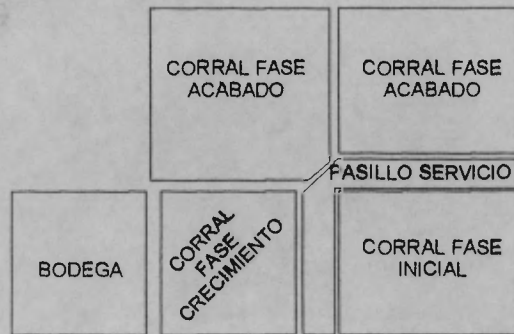 CORRAL FASE
ACABADO
CORRAL FASE
ACABADO
PASILLO SERVICIO
BODEGA
CORRAL
FASE
CRECIMIENTO
CORRAL FASE
INICIAL